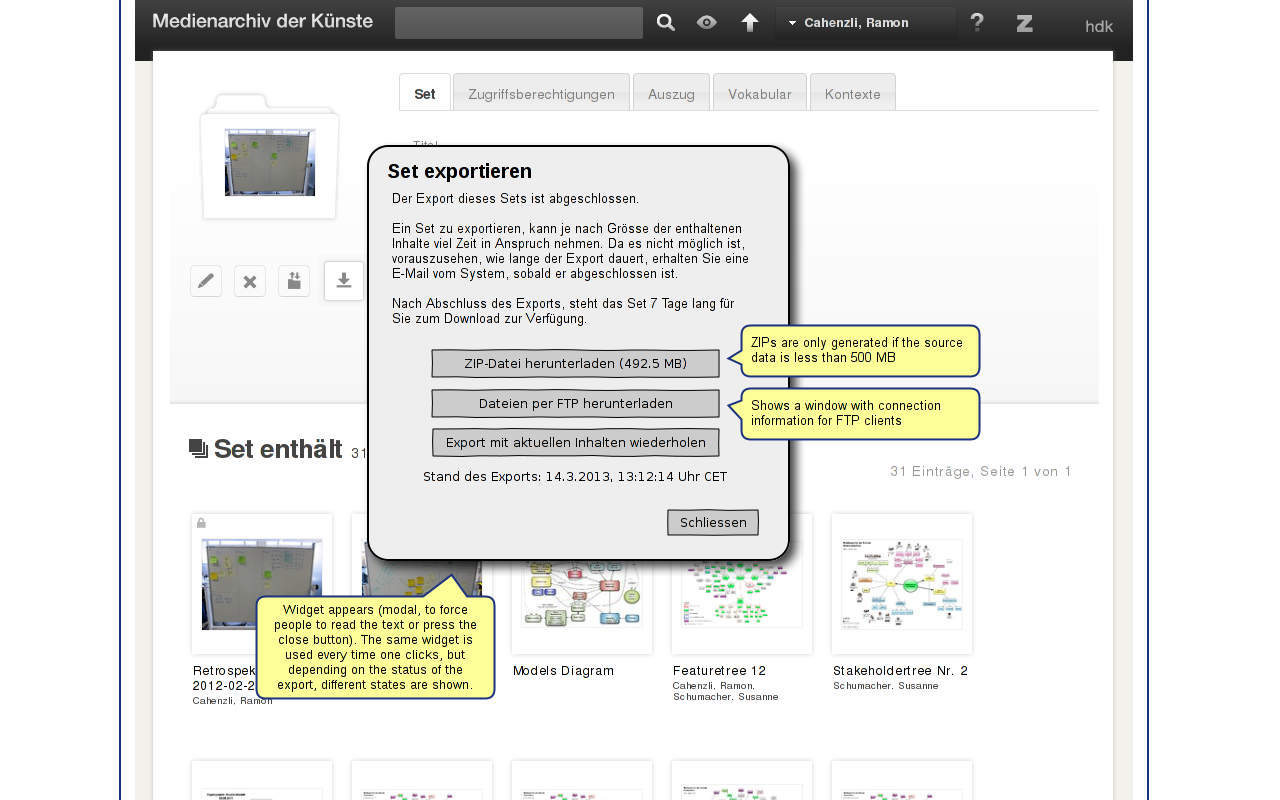 Medienarchiv der Künste
Cahenzli, Ramon
?
Z
hdk
Set
Zugriffsberechtigungen
Auszug
Vokabular
Kontexte
Titel
Set exportieren
Der Export dieses Sets ist abgeschlossen.
Ein Set zu exportieren, kann je nach Grösse der enthaltenen
Inhalte viel Zeit in Anspruch nehmen. Da es nicht möglich ist,
vorauszusehen, wie lange der Export dauert, erhalten Sie eine
E-Mail vom System, sobald er abgeschlossen ist.
Nach Abschluss des Exports, steht das Set 7 Tage lang für
Sie zum Download zur Verfügung.
ZIP-Datei herunterladen (492.5 MB)
ZIPs are only generated if the source
data is less than 500 MB
Dateien per FTP herunterladen
Shows a window with connection
information for FTP clients
Export mit aktuellen Inhalten wiederholen
Stand des Exports: 14.3.2013, 13:12:14 Uhr CET
Schliessen
Set enthält 31
31 Einträge, Seite 1 von 1
Widget appears (modal, to force
people to read the text or press the
close button). The same widget is
used every time one clicks, but
depending on the status of the
export, different states are shown.
Retrospek
2012-02-2
Cahenzli, Ramon
Models Diagram
Featuretree 12
Cahenzli, Ramon,
Schumacher, Susanne
Stakeholdertree Nr. 2
Schumacher, Susanne